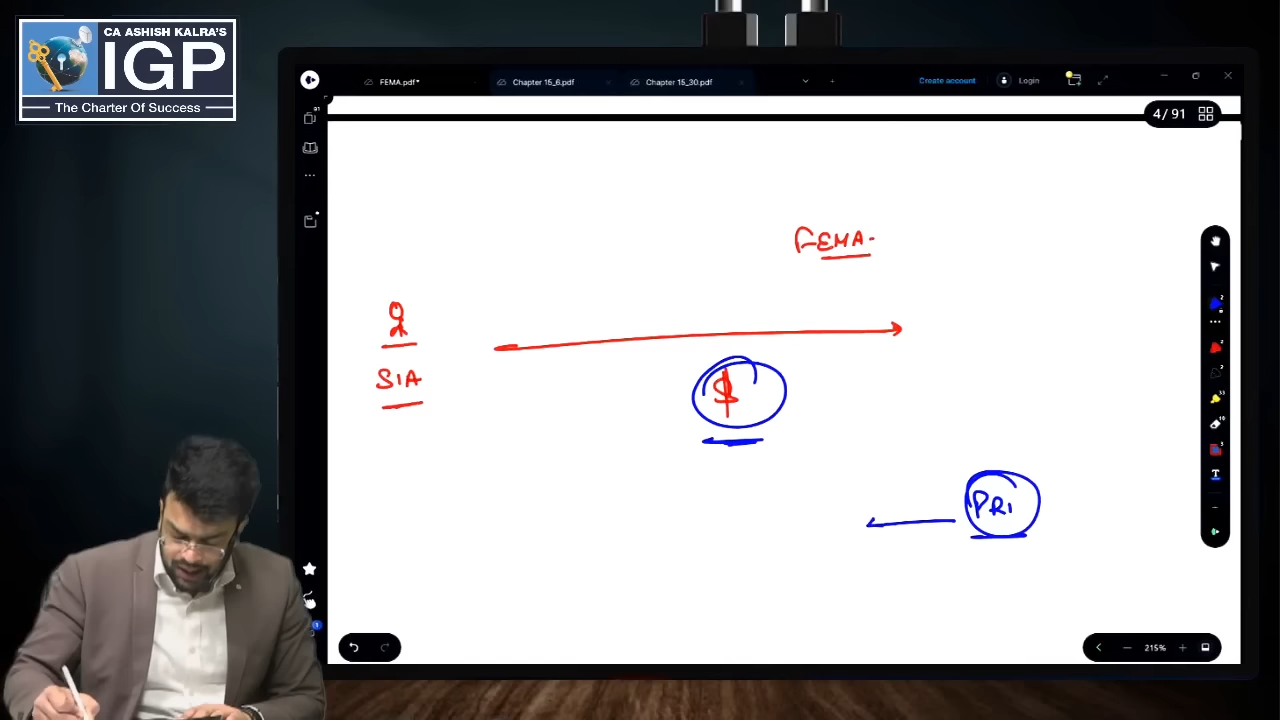 CA ASHISH KALRA'S
IGP
The Charter Of Success
FEMA.pdf*
Chapter 15_6.pdf
Chapter 15_30.pdf
Create account
Login
91
4/ 91
FEMA
SIA
$
PRI
215%